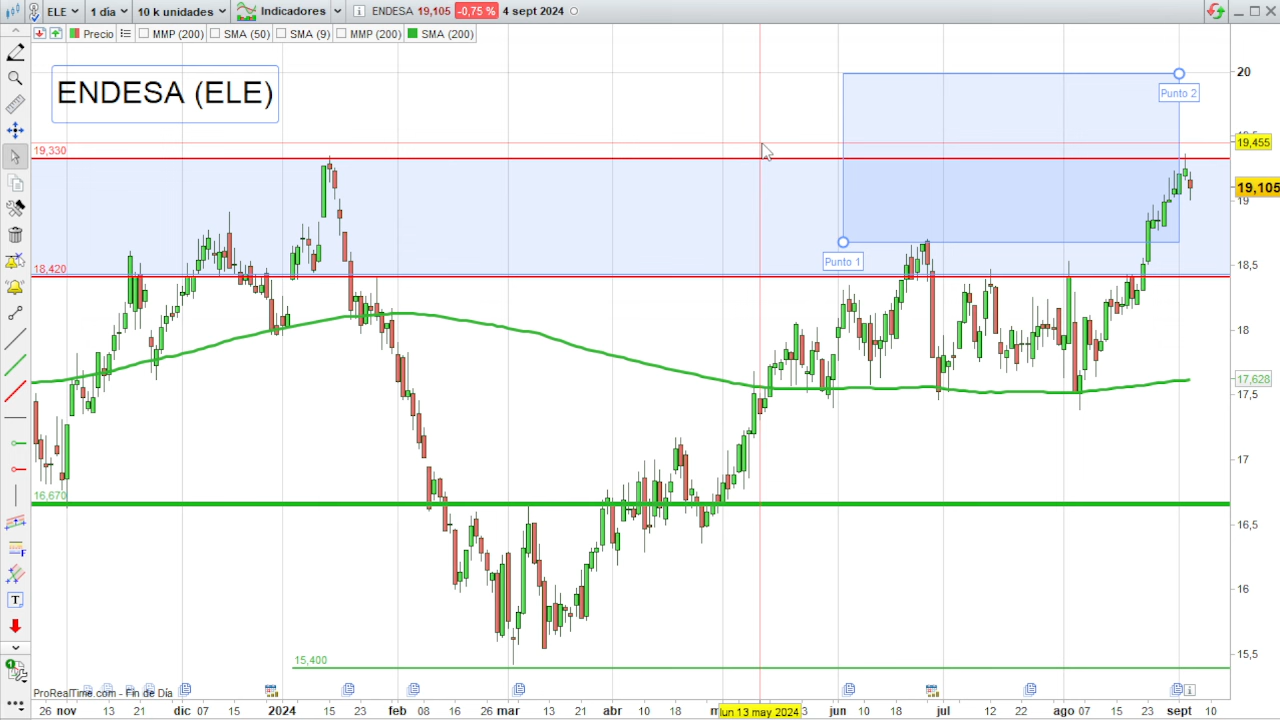 ELE 1 día 10 k unidades Indicadores ENDESA 19,105 -0,75 % 4 sept 2024
Precio MMP (200) SMA (50) SMA (9) MMP (200) SMA (200)
ENDESA (ELE)
20
Punto 2
19,455
19,330
19,105
19
Punto 1
18,420
18,5
18
17,628
17,5
17
16,670
16,5
16
15,400
15,5
ProRealTime.com - Fin de Día
26 nov 13 21 dic 07 15 2024 15 23 feb 08 16 mar 13 21 abr 10 18 lun 13 may 2024 jun 10 18 jul 12 22 ago 07 15 23 sept 10